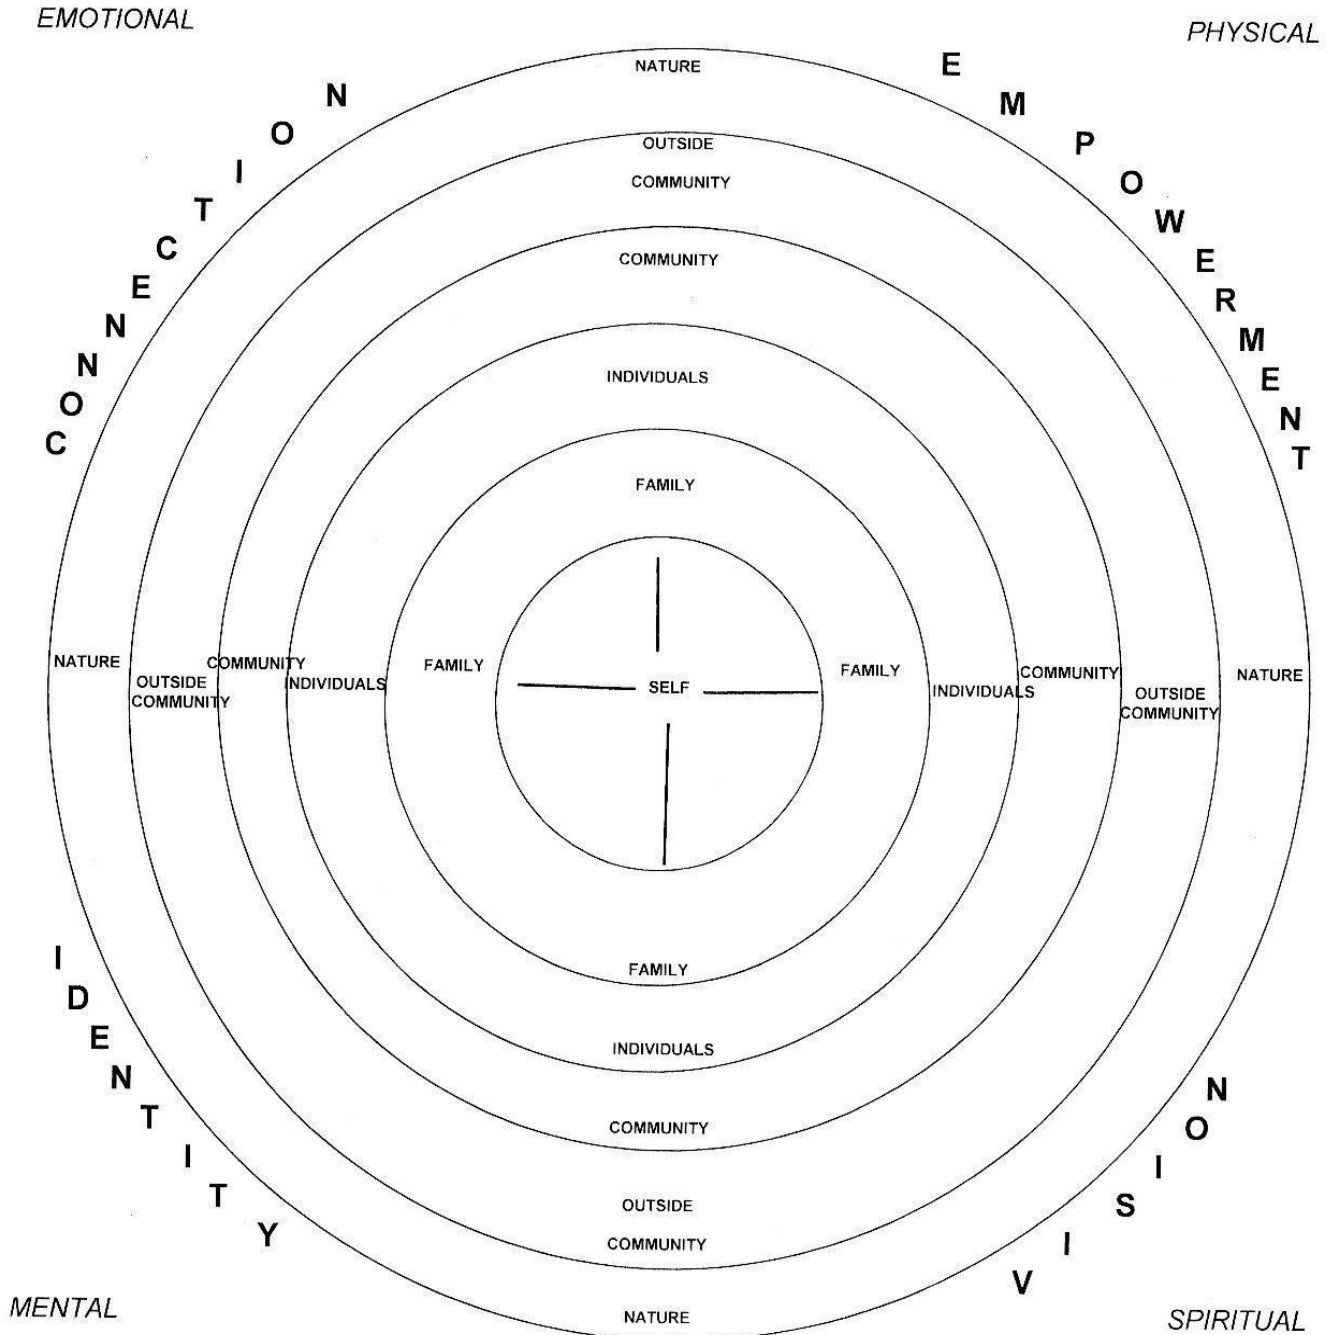 EMOTIONAL
PHYSICAL
CONNECTION
EMPOWERMENT
NATURE
OUTSIDE
COMMUNITY
COMMUNITY
INDIVIDUALS
FAMILY
NATURE
OUTSIDE
COMMUNITY
COMMUNITY
INDIVIDUALS
FAMILY
SELF
FAMILY
INDIVIDUALS
COMMUNITY
OUTSIDE
COMMUNITY
NATURE
FAMILY
INDIVIDUALS
COMMUNITY
OUTSIDE
COMMUNITY
NATURE
IDENTITY
VISION
MENTAL
SPIRITUAL